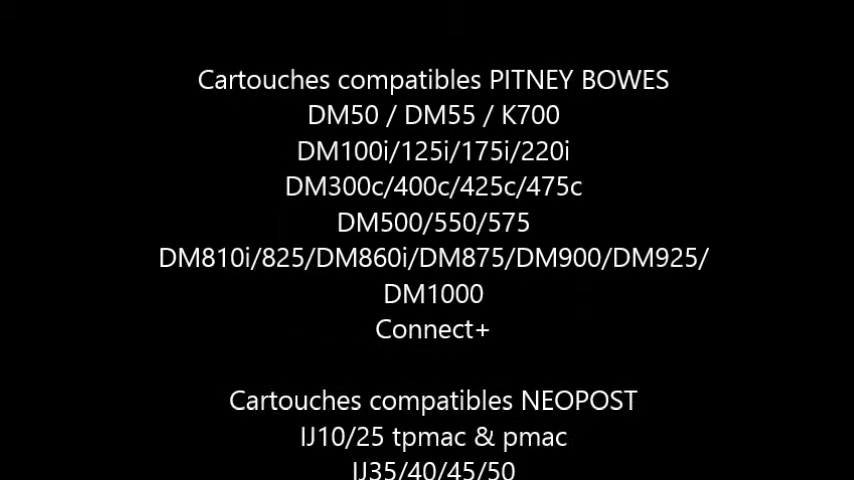 Cartouches compatibles PITNEY BOWES
DM50 / DM55 / K700
DM100i/125i/175i/220i
DM300c/400c/425c/475c
DM500/550/575
DM810i/825/DM860i/DM875/DM900/DM925/
DM1000
Connect+
Cartouches compatibles NEOPOST
IJ10/25 tpmac & pmac
IJ35/40/45/50